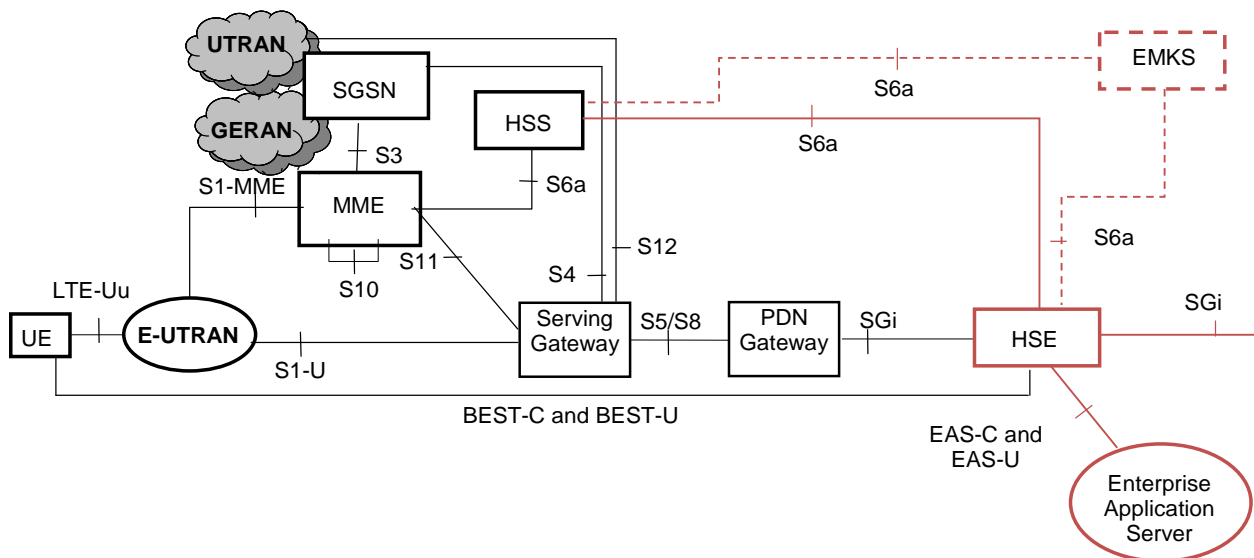 UTRAN
EMKS
SGSN
S6a
HSS
GERAN
S6a
S3
S1-MME
S6a
MME
S6a
S12
S11
S4
S10
LTE-Uu
SGi
Serving
Gateway
S5/S8
PDN
Gateway
SGi
UE
E-UTRAN
HSE
S1-U
BEST-C and BEST-U
EAS-C and
EAS-U
Enterprise
Application
Server